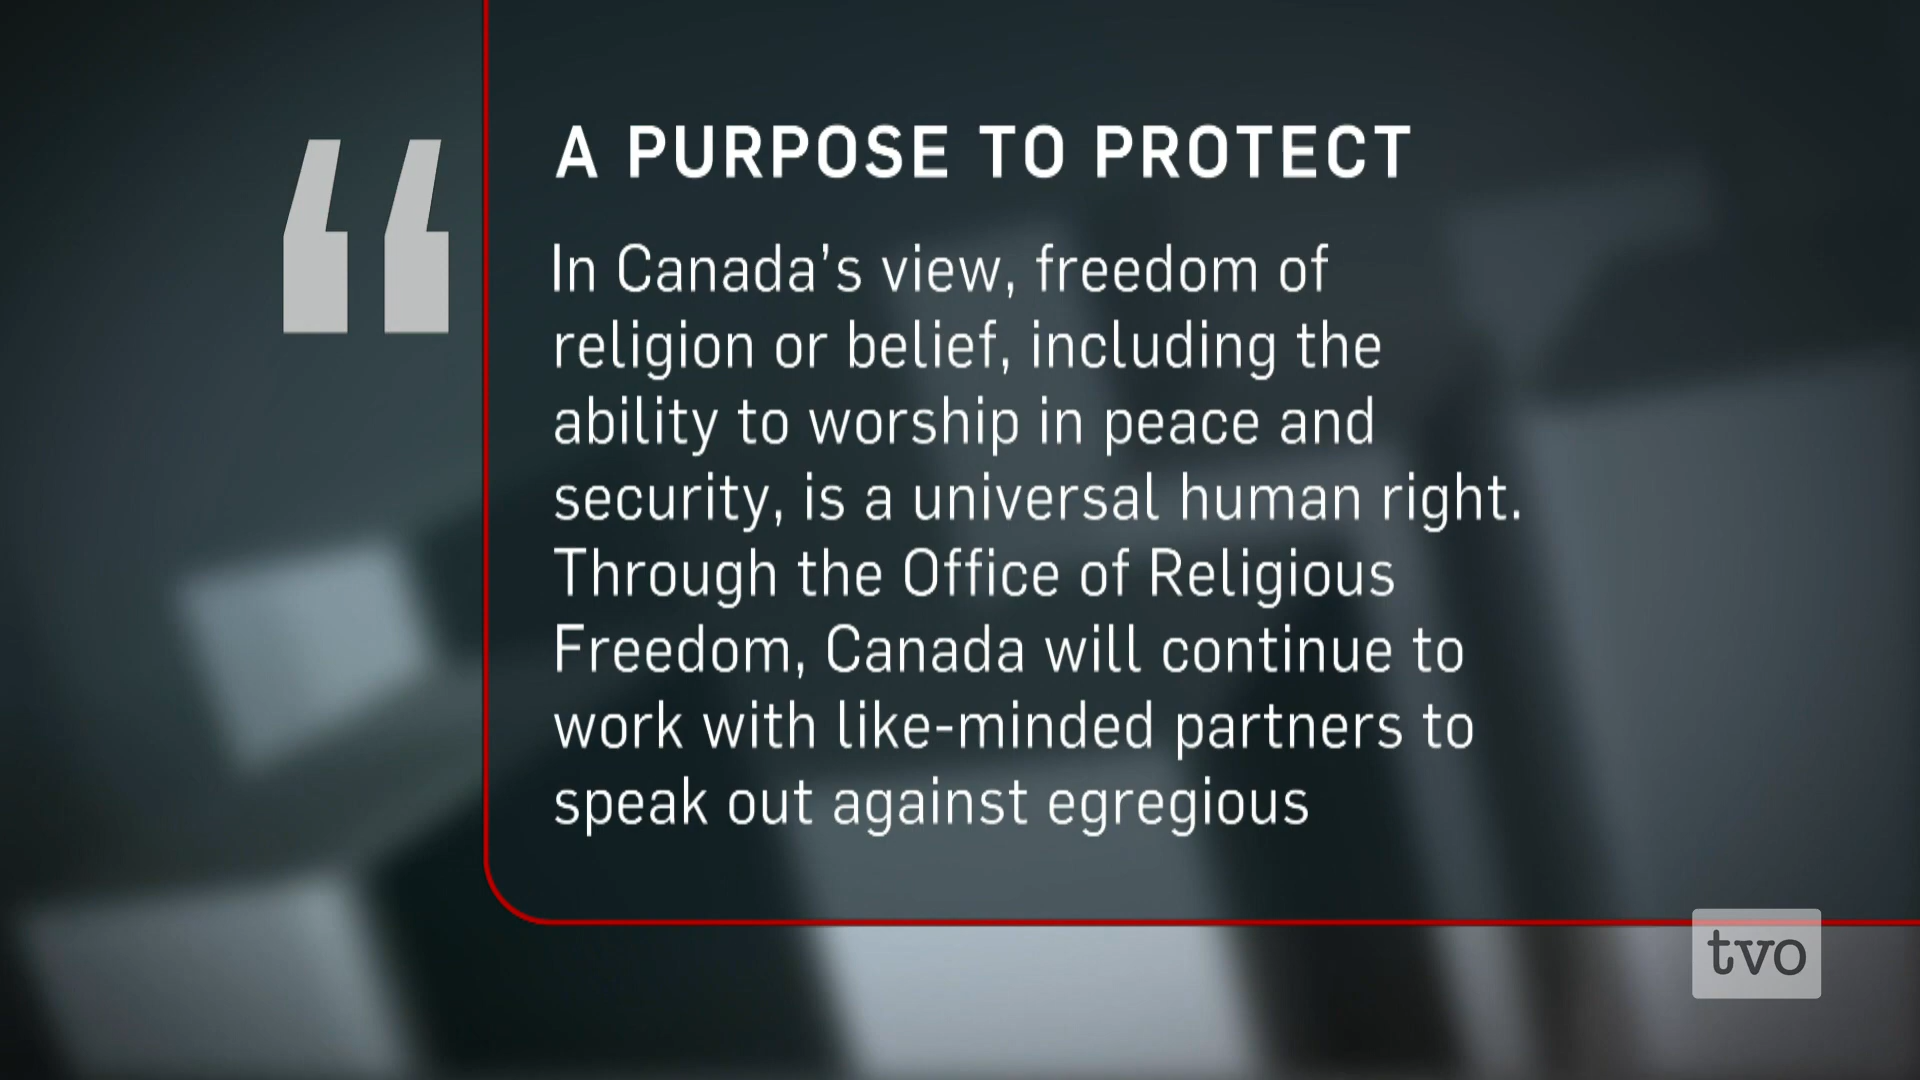 “
A PURPOSE TO PROTECT
In Canada’s view, freedom of
religion or belief, including the
ability to worship in peace and
security, is a universal human right.
Through the Office of Religious
Freedom, Canada will continue to
work with like-minded partners to
speak out against egregious
tvo